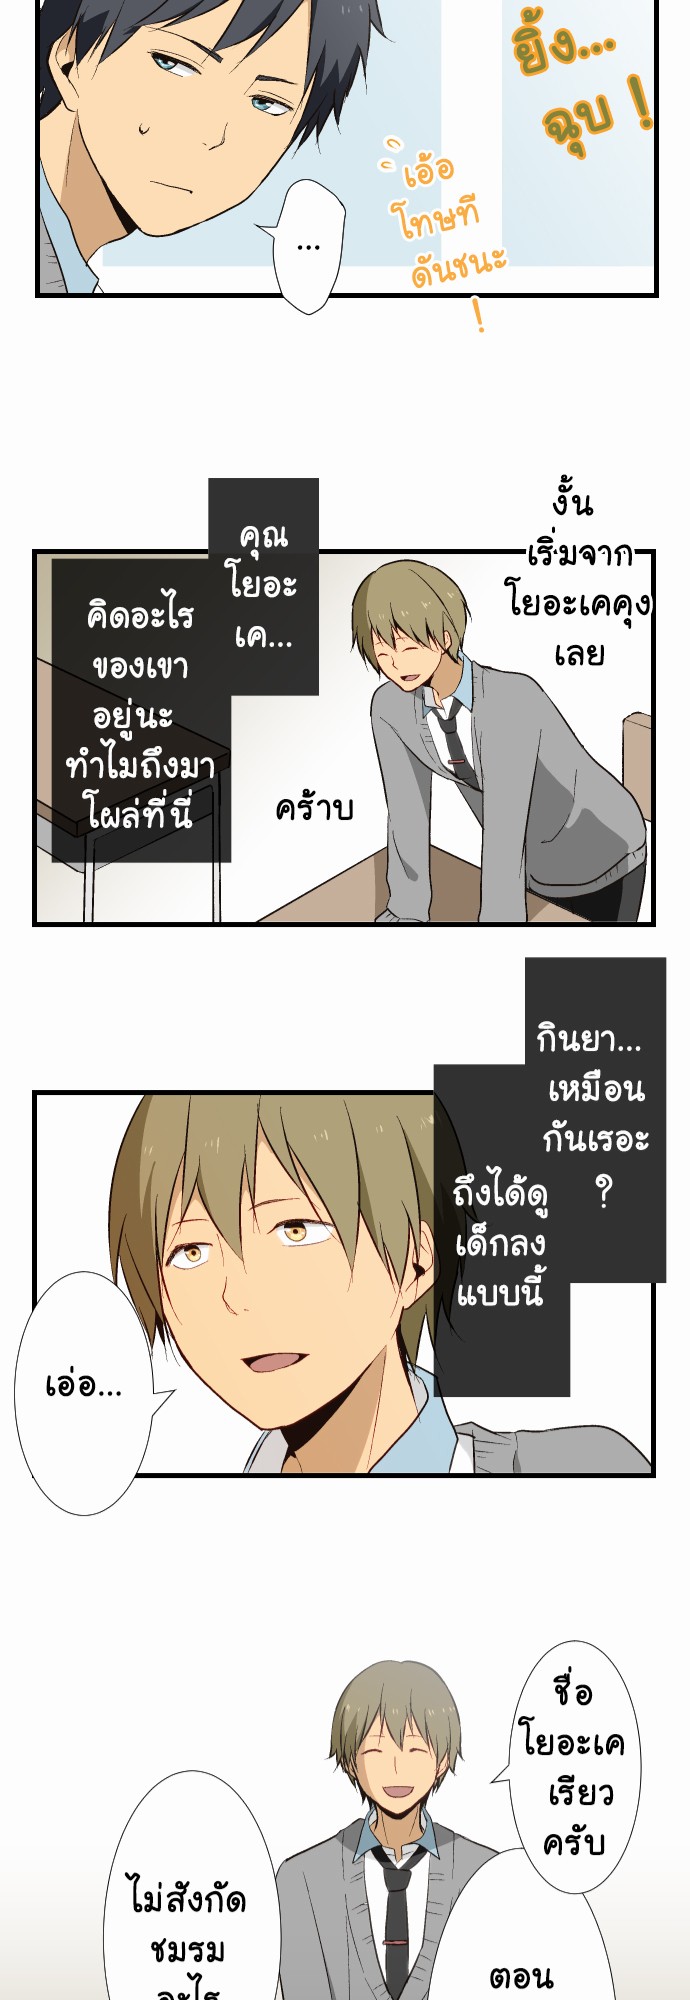 ยิ้ง...
ฉุบ !
เอ้อ
โทษที
ดันชนะ
!
...
งั้น
เริ่มจาก
โยอะเคคุง
เลย
คร้าบ
คุณ
โยอะ
เค...
คิดอะไร
ของเขา
อยู่นะ
ทำไมถึงมา
โผล่ที่นี่
กินยา...
เหมือน
กันเรอะ
?
ถึงได้ดู
เด็กลง
แบบนี้
เอ่อ...
ชื่อ
โยอะเค
เรียว
ครับ
ไม่สังกัด
ชมรม
อะไร
ตอน